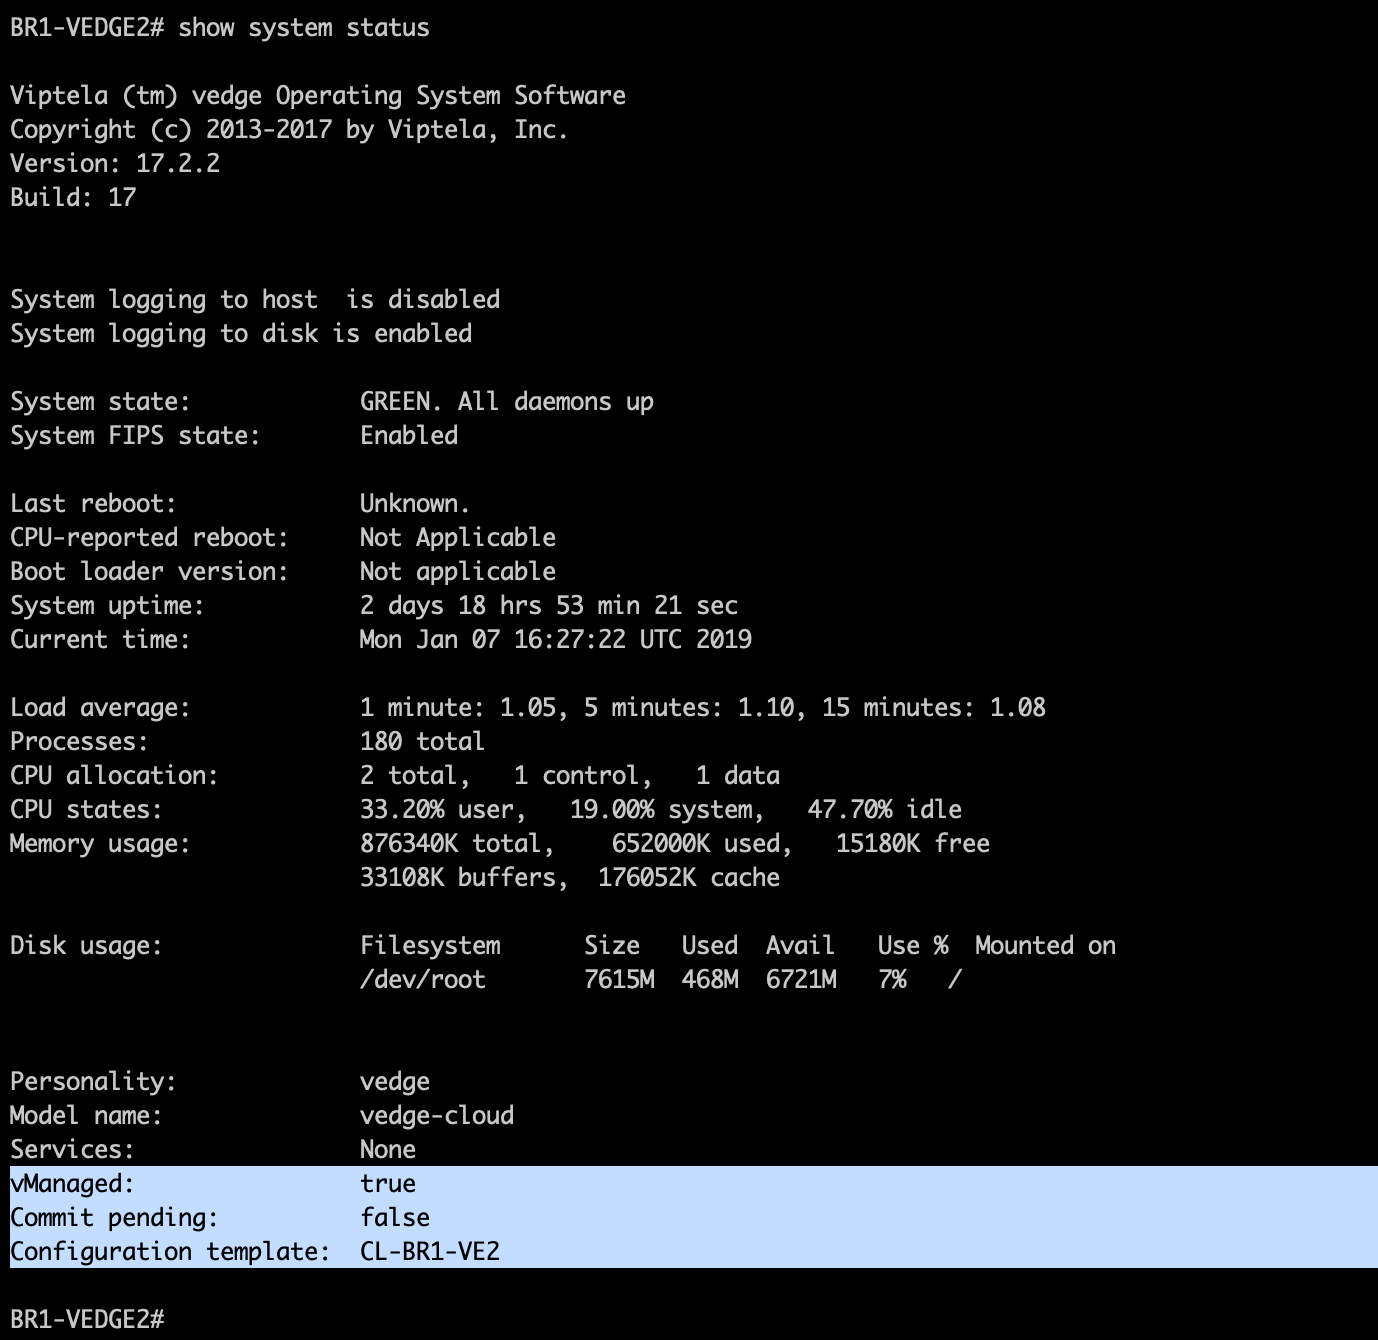 BR1-VEDGE2# show system status
Viptela (tm) vedge Operating System Software
Copyright (c) 2013-2017 by Viptela, Inc.
Version: 17.2.2
Build: 17
System logging to host  is disabled
System logging to disk is enabled
System state:            GREEN. All daemons up
System FIPS state:       Enabled
Last reboot:             Unknown.
CPU-reported reboot:     Not Applicable
Boot loader version:     Not applicable
System uptime:           2 days 18 hrs 53 min 21 sec
Current time:            Mon Jan 07 16:27:22 UTC 2019
Load average:            1 minute: 1.05, 5 minutes: 1.10, 15 minutes: 1.08
Processes:               180 total
CPU allocation:          2 total,   1 control,   1 data
CPU states:              33.20% user,   19.00% system,   47.70% idle
Memory usage:            876340K total,    652000K used,   15180K free
                         33108K buffers,  176052K cache
Disk usage:              Filesystem      Size   Used  Avail   Use %  Mounted on
                         /dev/root       7615M  468M  6721M   7%   /
Personality:             vedge
Model name:              vedge-cloud
Services:                None
vManaged:                true
Commit pending:          false
Configuration template:  CL-BR1-VE2
BR1-VEDGE2#